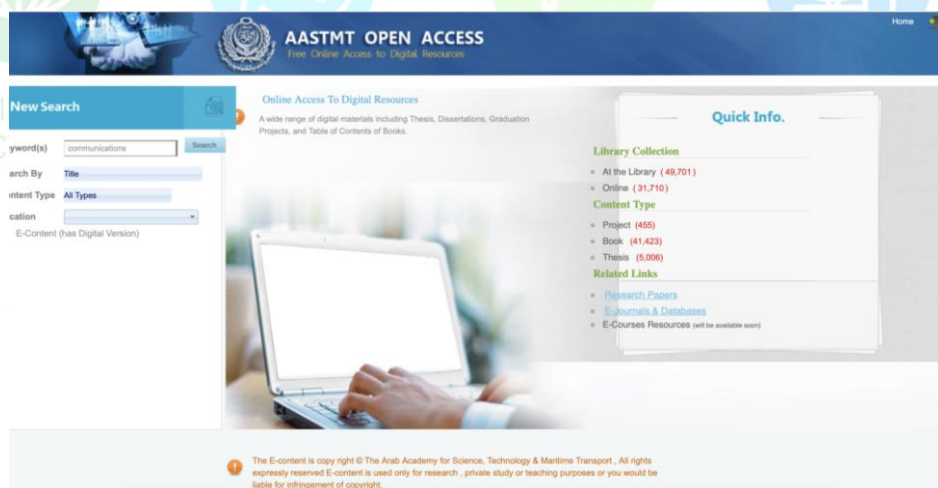 Home
AASTMT OPEN ACCESS
Free Online Access to Digital Resources
New Search
yword(s) communications Search
arch By Title
ntent Type All Types
cation
E-Content (has Digital Version)
Online Access To Digital Resources
A wide range of digital materials including Thesis, Dissertations, Graduation
Projects, and Table of Contents of Books.
Quick Info.
Library Collection
At the Library (49,701)
Online (31,710)
Content Type
Project (455)
Book (41,423)
Thesis (5,006)
Related Links
Research Papers
E-Journals & Databases
E-Courses Resources (will be available soon)
The E-content is copy right © The Arab Academy for Science, Technology & Maritime Transport , All rights
expressly reserved E-content is used only for research , private study or teaching purposes or you would be
liable for infringement of copyright.